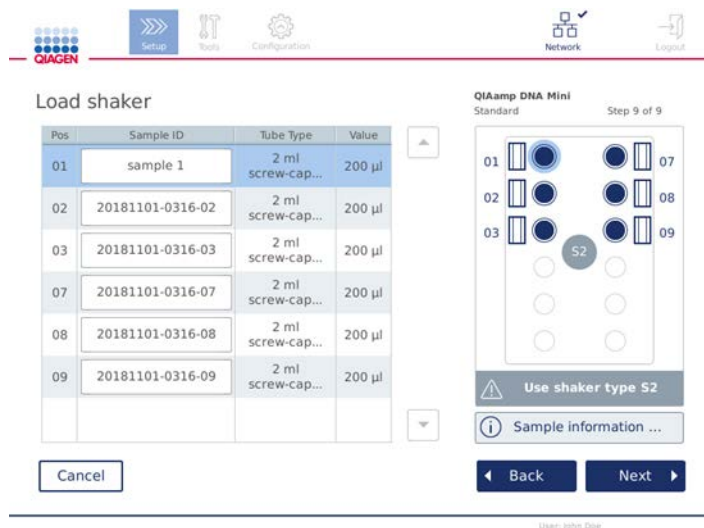 QIAGEN
Setup
Tools
Configuration
Network
Logout
Load shaker
QIAamp DNA Mini
Standard Step 9 of 9
Pos Sample ID Tube Type Value
01 sample 1 2 ml screw-cap... 200 µl
02 20181101-0316-02 2 ml screw-cap... 200 µl
03 20181101-0316-03 2 ml screw-cap... 200 µl
07 20181101-0316-07 2 ml screw-cap... 200 µl
08 20181101-0316-08 2 ml screw-cap... 200 µl
09 20181101-0316-09 2 ml screw-cap... 200 µl
01 07
02 08
03 09
S2
Use shaker type S2
Sample information ...
Cancel
Back
Next
User: John Doe